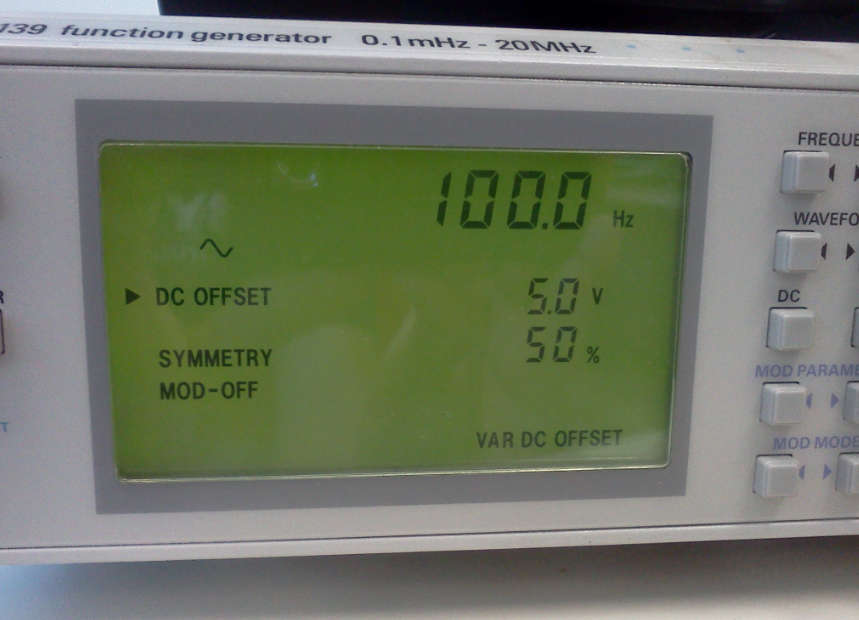 139 function generator 0.1mHz - 20MHz
100.0 Hz
DC OFFSET 5.0 V
SYMMETRY 50 %
MOD-OFF
VAR DC OFFSET
FREQUE
WAVEFO
DC
MOD PARAME
MOD MODE
R
T